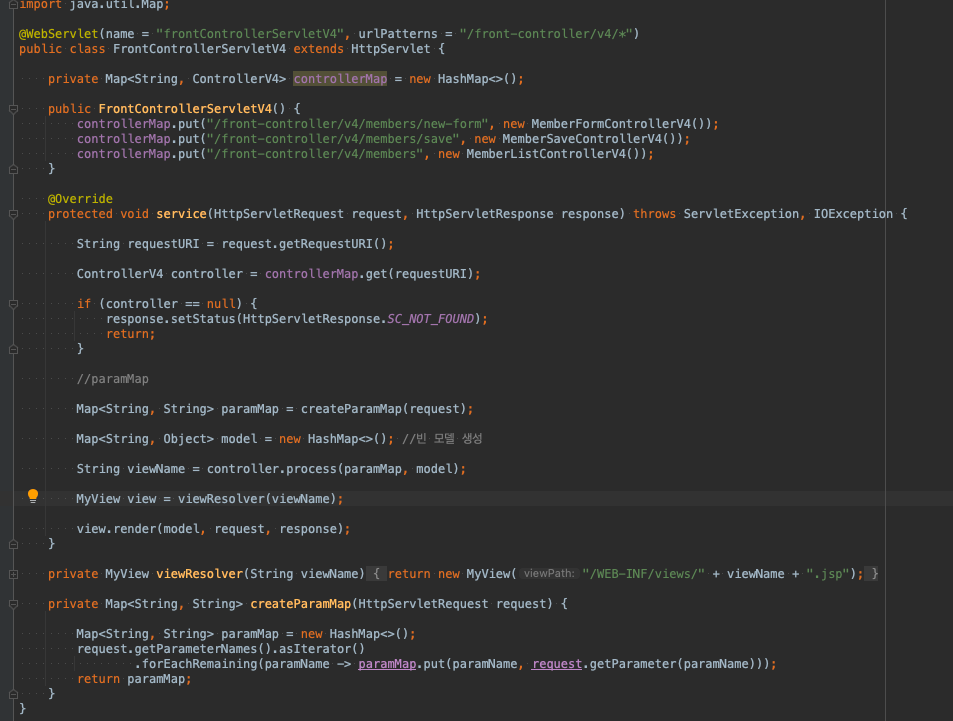 import java.util.Map;
@WebServlet(name = "frontControllerServletV4", urlPatterns = "/front-controller/v4/*")
public class FrontControllerServletV4 extends HttpServlet {
private Map<String, ControllerV4> controllerMap = new HashMap<>();
public FrontControllerServletV4() {
controllerMap.put("/front-controller/v4/members/new-form", new MemberFormControllerV4());
controllerMap.put("/front-controller/v4/members/save", new MemberSaveControllerV4());
controllerMap.put("/front-controller/v4/members", new MemberListControllerV4());
}
@Override
protected void service(HttpServletRequest request, HttpServletResponse response) throws ServletException, IOException {
String requestURI = request.getRequestURI();
ControllerV4 controller = controllerMap.get(requestURI);
if (controller == null) {
response.setStatus(HttpServletResponse.SC_NOT_FOUND);
return;
}
//paramMap
Map<String, String> paramMap = createParamMap(request);
Map<String, Object> model = new HashMap<>(); //빈 모델 생성
String viewName = controller.process(paramMap, model);
MyView view = viewResolver(viewName);
view.render(model, request, response);
}
private MyView viewResolver(String viewName) { return new MyView( viewPath: "/WEB-INF/views/" + viewName + ".jsp"); }
private Map<String, String> createParamMap(HttpServletRequest request) {
Map<String, String> paramMap = new HashMap<>();
request.getParameterNames().asIterator()
.forEachRemaining(paramName -> paramMap.put(paramName, request.getParameter(paramName)));
return paramMap;
}
}